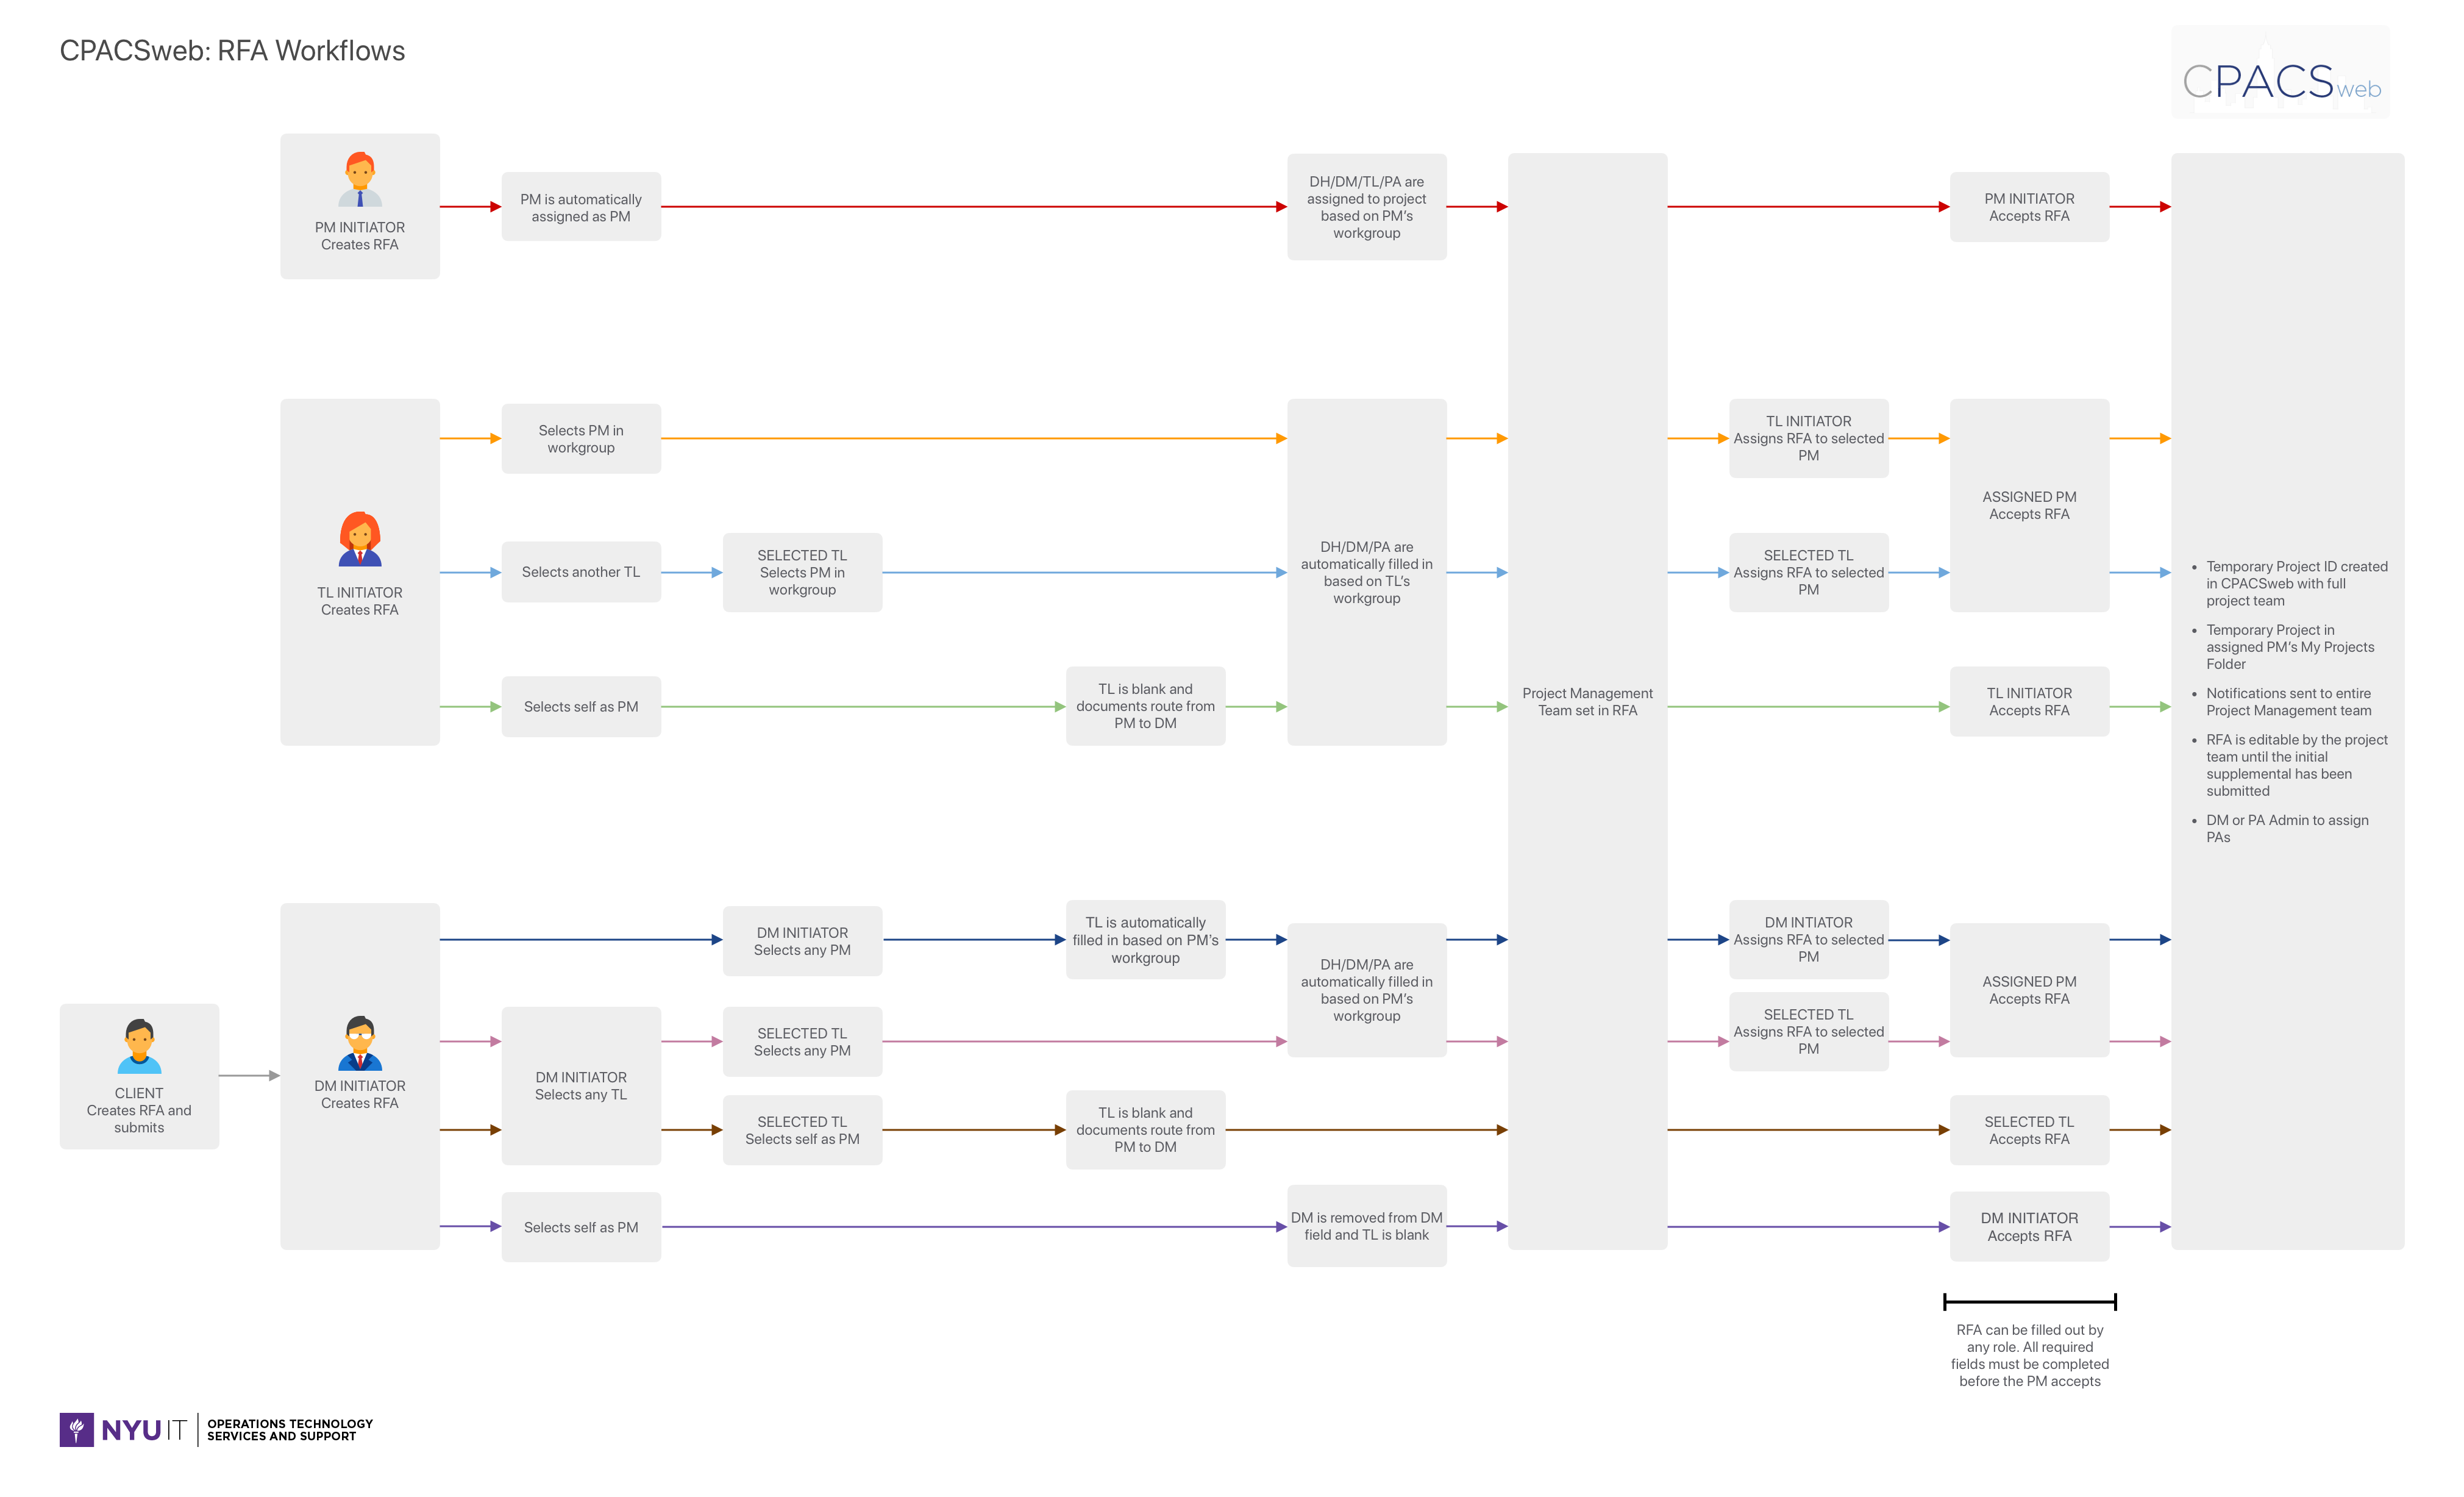 CPACSweb: RFA Workflows
CPACSweb
PM INITIATOR
Creates RFA
PM is automatically
assigned as PM
DH/DM/TL/PA are
assigned to project
based on PM's
workgroup
PM INITIATOR
Accepts RFA
TL INITIATOR
Creates RFA
Selects PM in
workgroup
Selects another TL
SELECTED TL
Selects PM in
workgroup
Selects self as PM
TL is blank and
documents route from
PM to DM
DH/DM/PA are
automatically filled in
based on TL's
workgroup
Project Management
Team set in RFA
TL INITIATOR
Assigns RFA to selected
PM
SELECTED TL
Assigns RFA to selected
PM
ASSIGNED PM
Accepts RFA
TL INITIATOR
Accepts RFA
• Temporary Project ID created
in CPACSweb with full
project team
• Temporary Project in
assigned PM's My Projects
Folder
• Notifications sent to entire
Project Management team
• RFA is editable by the project
team until the initial
supplemental has been
submitted
• DM or PA Admin to assign
PAs
CLIENT
Creates RFA and
submits
DM INITIATOR
Creates RFA
DM INITIATOR
Selects any PM
TL is automatically
filled in based on PM's
workgroup
DM INITIATOR
Selects any TL
SELECTED TL
Selects any PM
DH/DM/PA are
automatically filled in
based on PM's
workgroup
DM INTIATOR
Assigns RFA to selected
PM
SELECTED TL
Assigns RFA to selected
PM
ASSIGNED PM
Accepts RFA
SELECTED TL
Selects self as PM
TL is blank and
documents route from
PM to DM
SELECTED TL
Accepts RFA
Selects self as PM
DM is removed from DM
field and TL is blank
DM INITIATOR
Accepts RFA
RFA can be filled out by
any role. All required
fields must be completed
before the PM accepts
NYU IT
OPERATIONS TECHNOLOGY
SERVICES AND SUPPORT